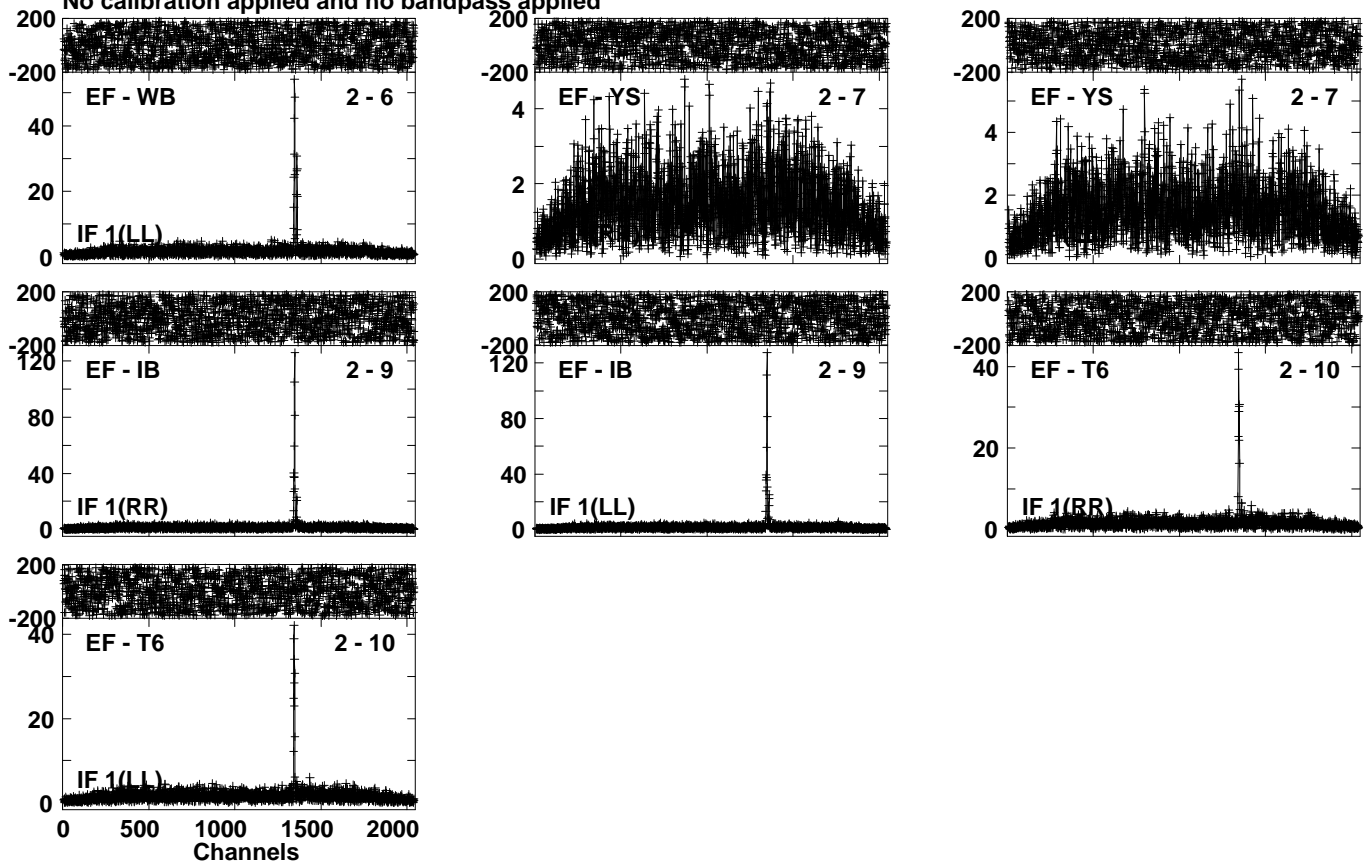 No calibration applied and no bandpass applied
200
-200
EF - WB 2 - 6
40
20
0
IF 1(LL)
200
-200
EF - YS 2 - 7
4
2
0
200
-200
EF - YS 2 - 7
4
2
0
200
-200
120
EF - IB 2 - 9
80
40
0
IF 1(RR)
200
-200
120
EF - IB 2 - 9
80
40
0
IF 1(LL)
200
-200
40
EF - T6 2 - 10
20
0
IF 1(RR)
200
-200
40
EF - T6 2 - 10
20
0
IF 1(LL)
0 500 1000 1500 2000
Channels